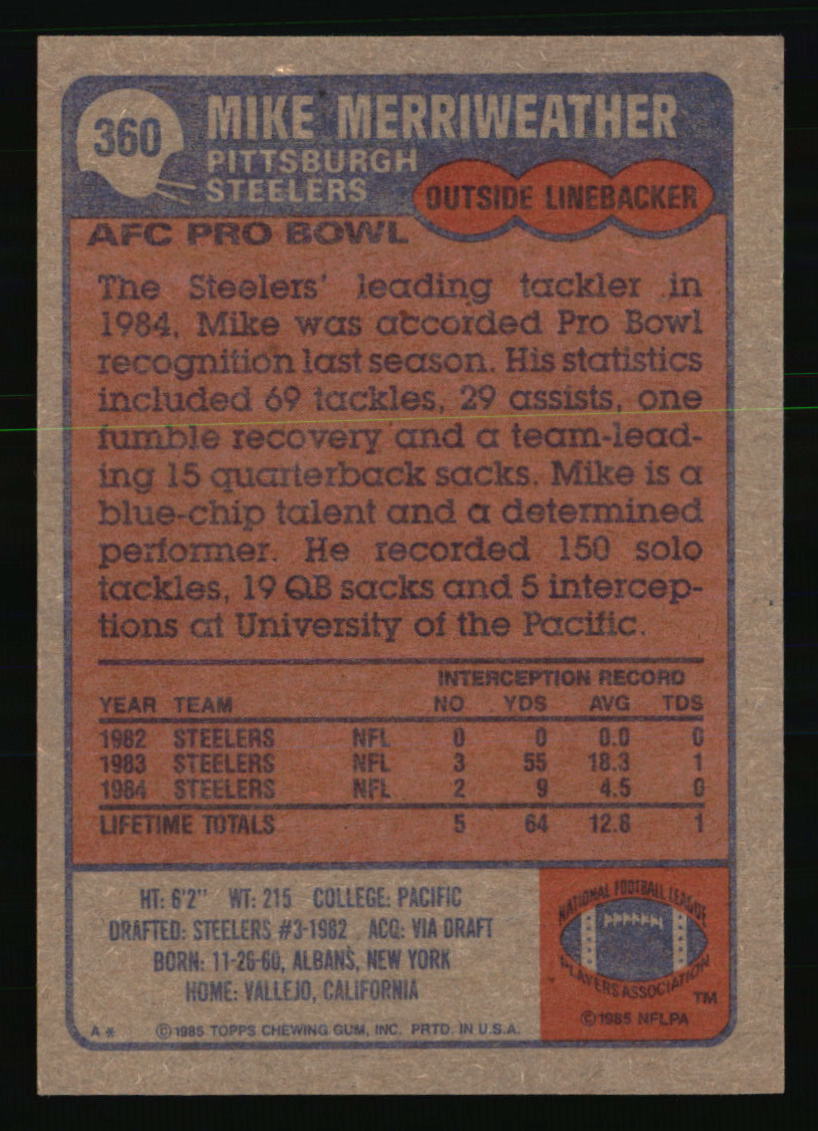 360
MIKE MERRIWEATHER
PITTSBURGH
STEELERS
OUTSIDE LINEBACKER
AFC PRO BOWL
The Steelers' leading tackler in
1984, Mike was accorded Pro Bowl
recognition last season. His statistics
included 69 tackles, 29 assists, one
fumble recovery and a team-lead-
ing 15 quarterback sacks. Mike is a
blue-chip talent and a determined
performer. He recorded 150 solo
tackles, 19 QB sacks and 5 intercep-
tions at University of the Pacific.
INTERCEPTION RECORD
YEAR TEAM NO YDS AVG TDS
1982 STEELERS NFL 0 0 0.0 0
1983 STEELERS NFL 3 55 18.3 1
1984 STEELERS NFL 2 9 4.5 0
LIFETIME TOTALS 5 64 12.8 1
HT: 6'2" WT: 215 COLLEGE: PACIFIC
DRAFTED: STEELERS #3-1982 ACQ: VIA DRAFT
BORN: 11-26-60, ALBANS, NEW YORK
HOME: VALLEJO, CALIFORNIA
A* ©1985 TOPPS CHEWING GUM, INC. PRTD. IN U.S.A.
NATIONAL FOOTBALL LEAGUE
PLAYERS ASSOCIATION
TM
©1985 NFLPA